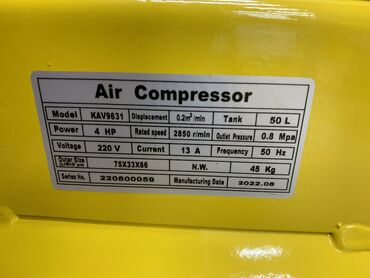 Air Compressor
Model KAV9631 Displacement 0.2m³/min Tank 50 L
Power 4 HP Rated speed 2850 r/min Outlet Pressure 0.8 Mpa
Voltage 220 V Current 13 A Frequency 50 Hz
Outer Size 75X33X66 N.W. 45 Kg
Series No. 220800059 Manufacturing Date 2022.08